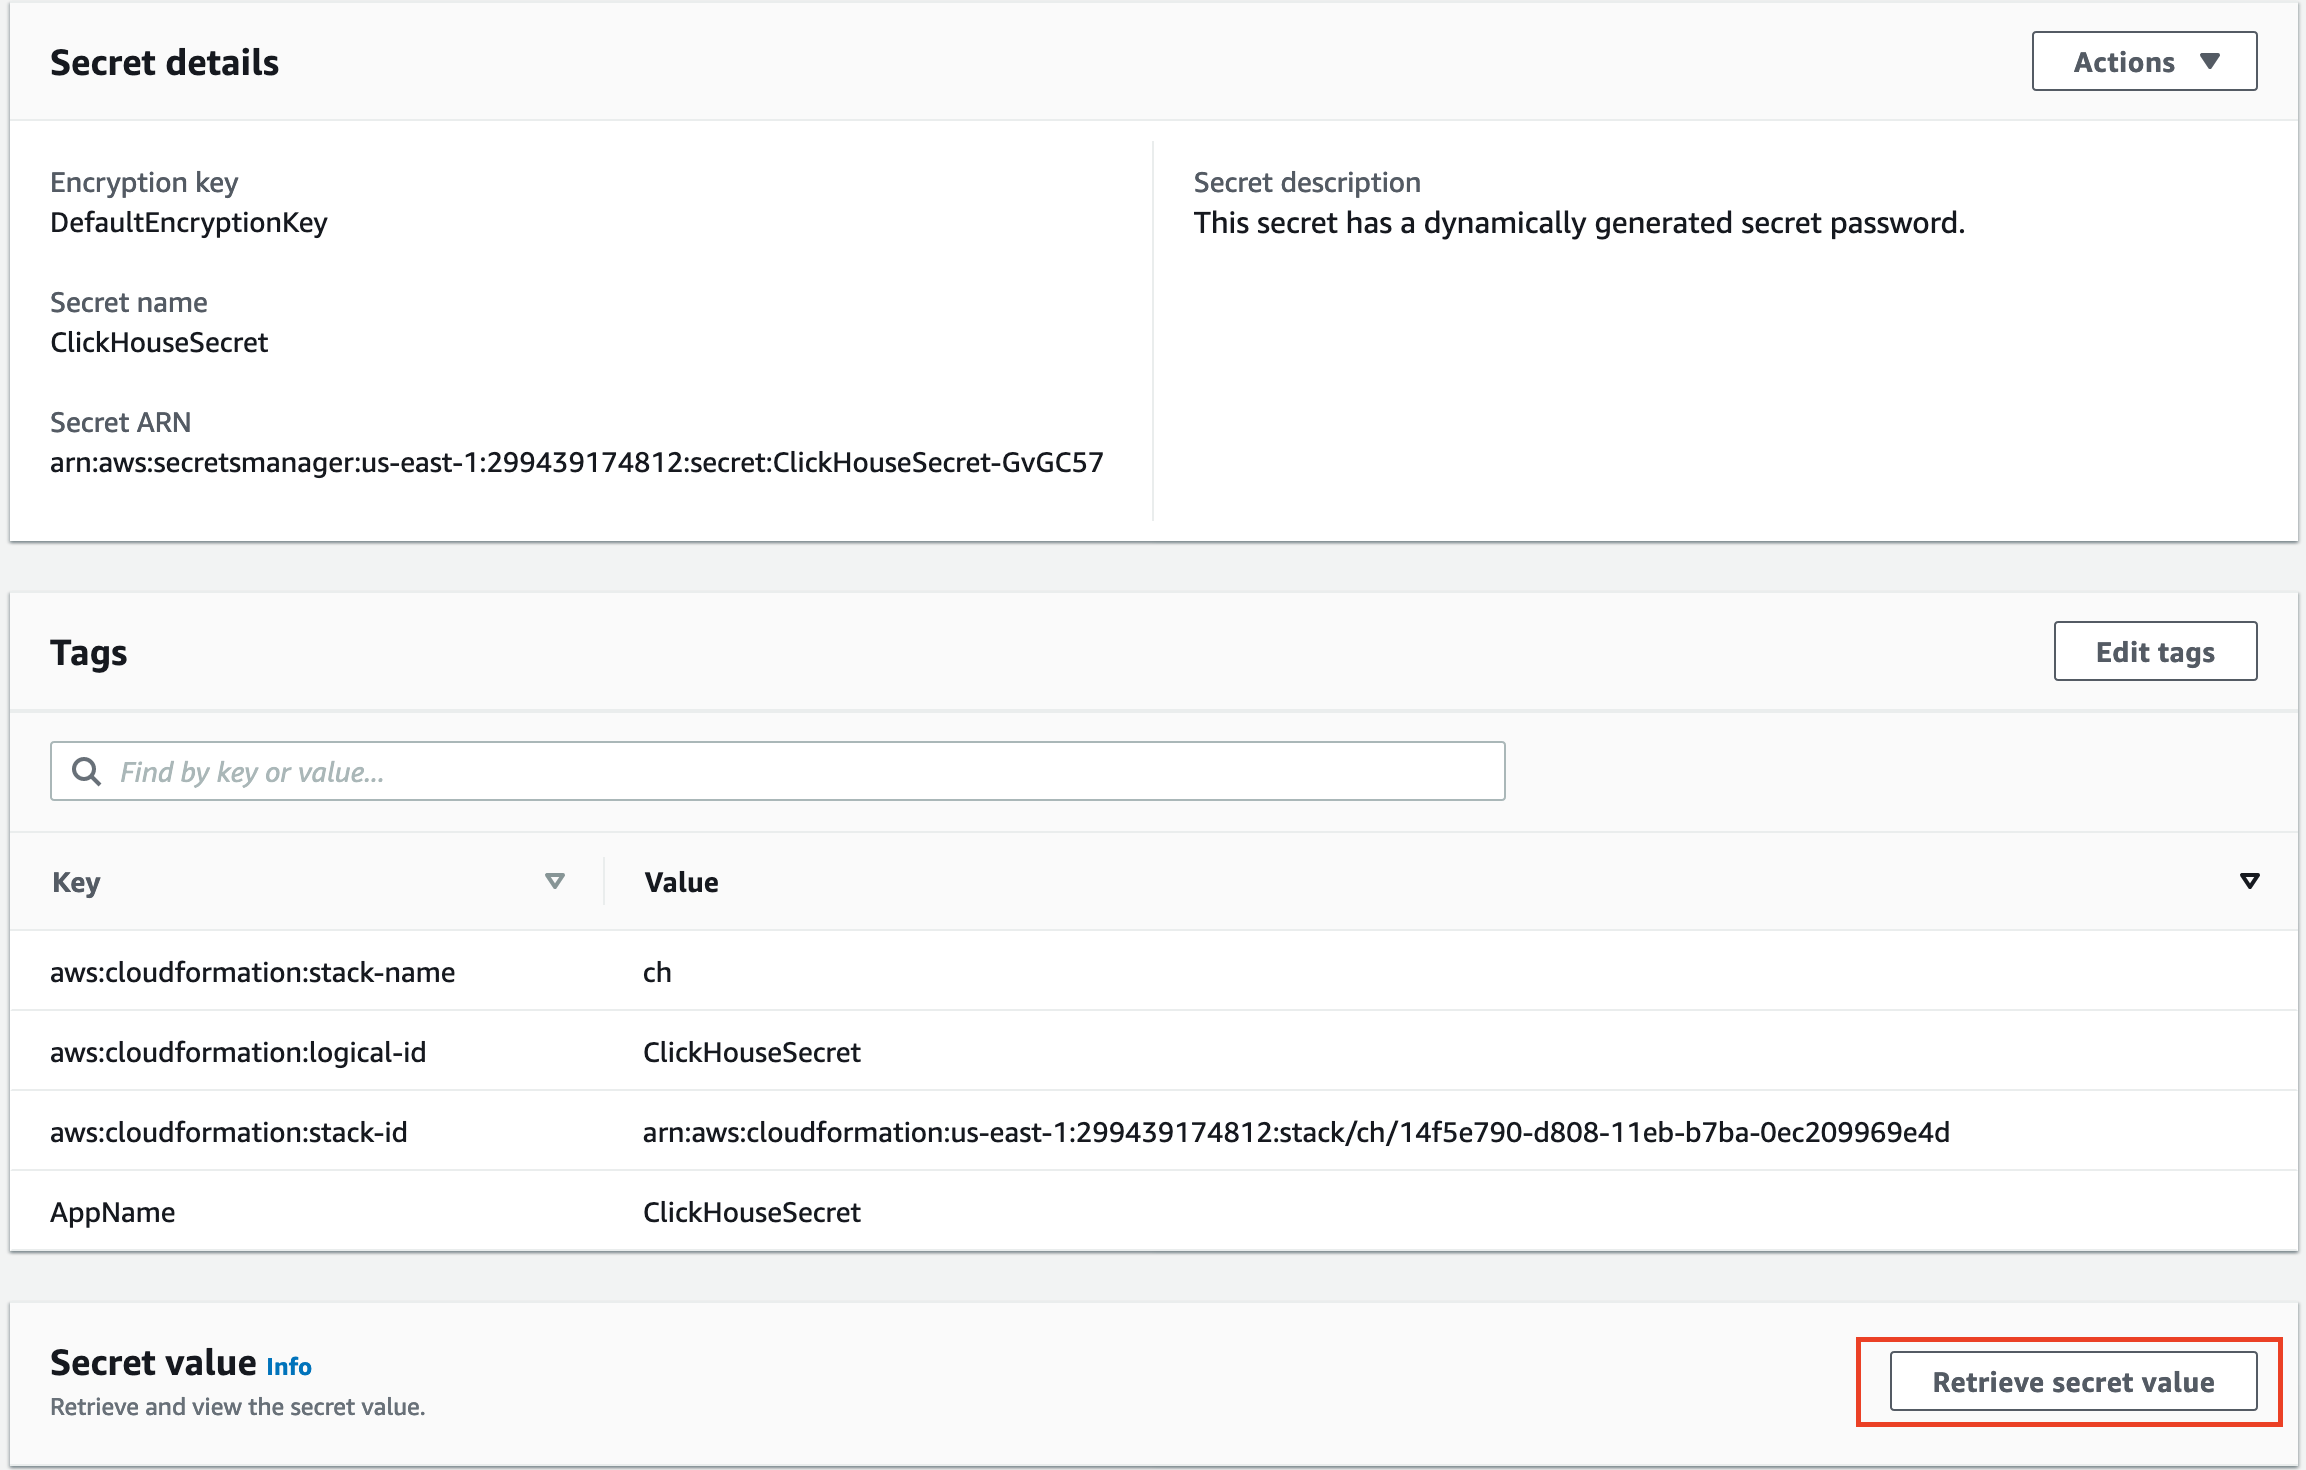 Secret details
Actions
Encryption key
DefaultEncryptionKey
Secret name
ClickHouseSecret
Secret ARN
arn:aws:secretsmanager:us-east-1:299439174812:secret:ClickHouseSecret-GvGC57
Secret description
This secret has a dynamically generated secret password.
Tags
Edit tags
Find by key or value...
Key Value
aws:cloudformation:stack-name ch
aws:cloudformation:logical-id ClickHouseSecret
aws:cloudformation:stack-id arn:aws:cloudformation:us-east-1:299439174812:stack/ch/14f5e790-d808-11eb-b7ba-0ec209969e4d
AppName ClickHouseSecret
Secret value Info
Retrieve and view the secret value.
Retrieve secret value